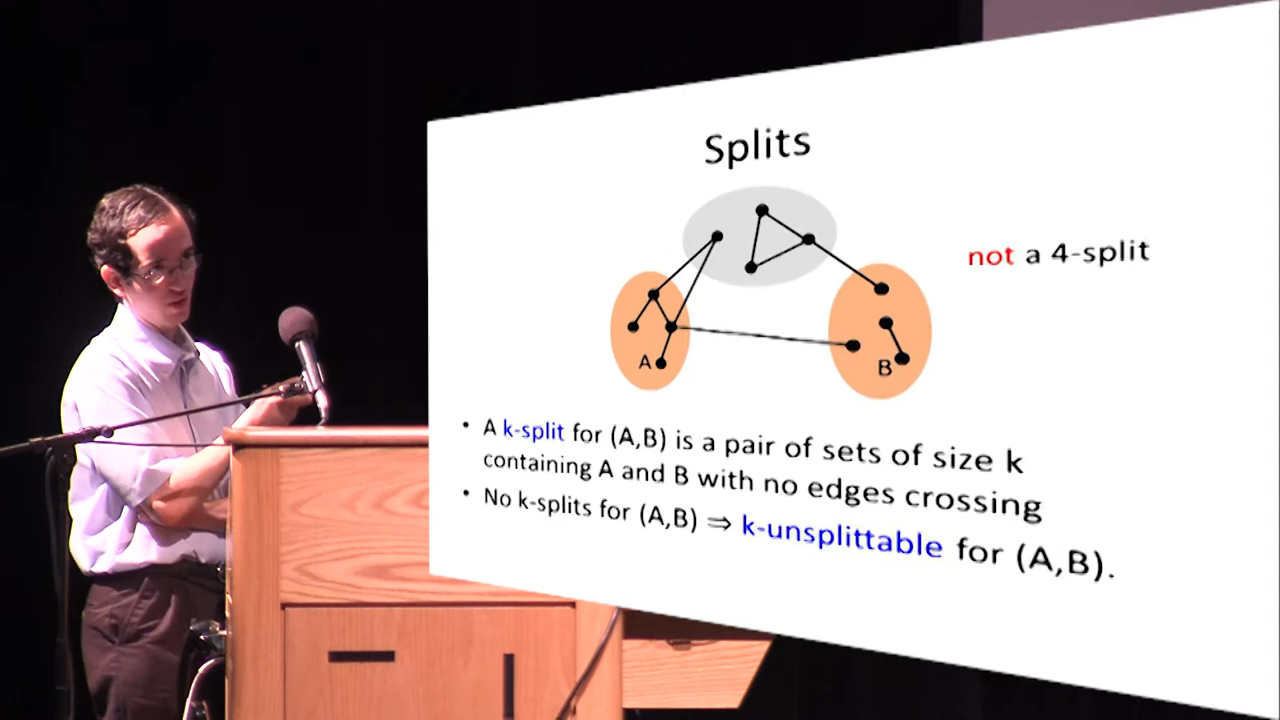 Splits
not a 4-split
A
B
• A k-split for (A,B) is a pair of sets of size k
containing A and B with no edges crossing
• No k-splits for (A,B) ⇒ k-unsplittable for (A,B).